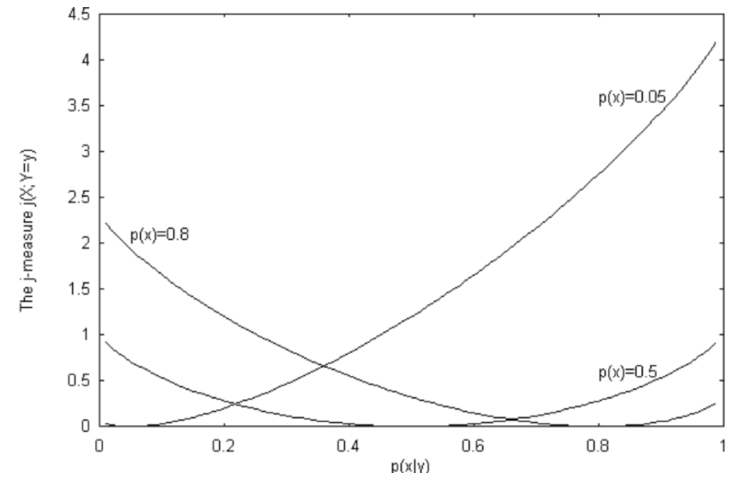 4.5
4
3.5
3
2.5
2
1.5
1
0.5
0
The j-measure j(X; Y=y)
p(x)=0.05
p(x)=0.8
p(x)=0.5
0 0.2 0.4 0.6 0.8 1
p(x|y)